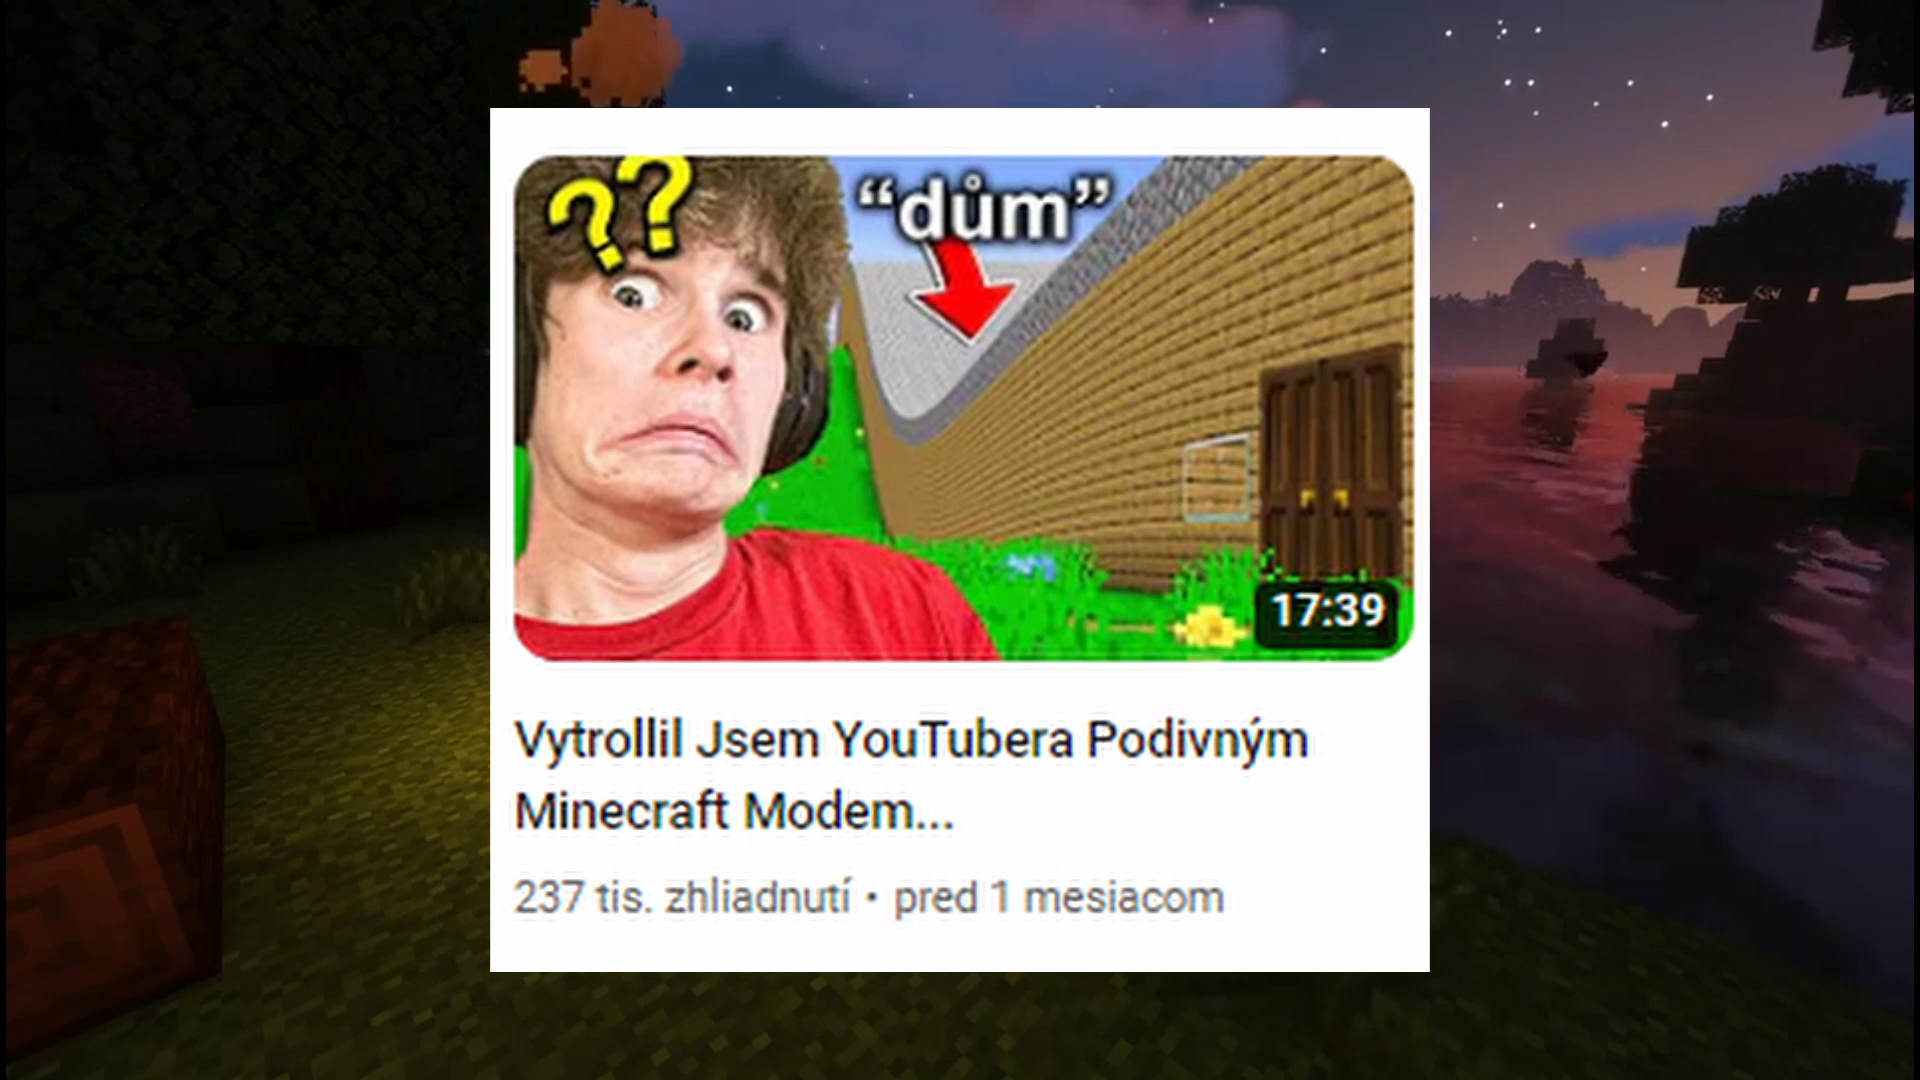 ??
“dům”
17:39
Vytrollil Jsem YouTubera Podivným
Minecraft Modem...
237 tis. zhliadnutí • pred 1 mesiacom